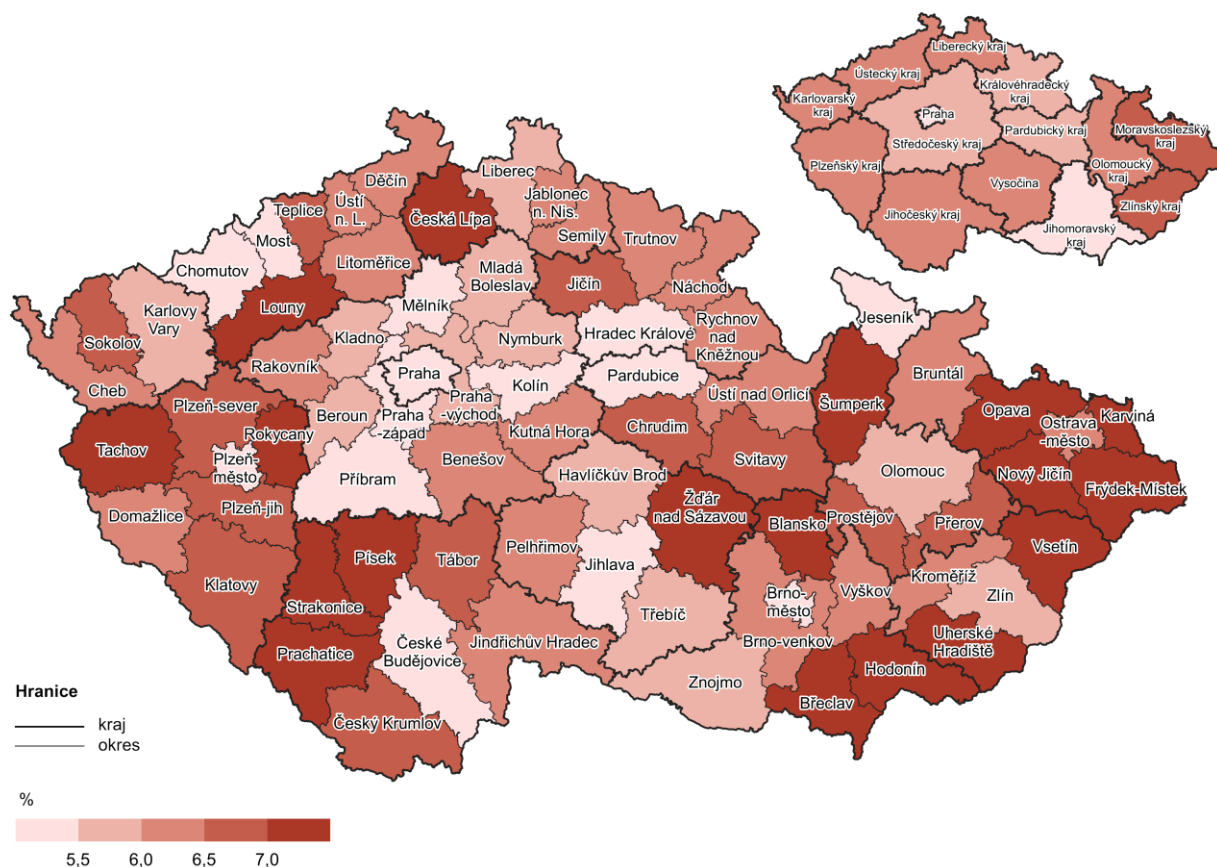 Liberecký kraj
Ústecký kraj
Královéhradecký
kraj
Karlovarský
kraj
Praha
Pardubický kraj
Moravskoslezský
kraj
Středočeský kraj
Plzeňský kraj
Olomoucký
kraj
Vysočina
Zlínský kraj
Jihočeský kraj
Jihomoravský
kraj
Děčín
Liberec
Ústí
n. L.
Jablonec
n. Nis.
Teplice
Česká Lípa
Semily
Trutnov
Most
Litoměřice
Chomutov
Mladá
Boleslav
Jičín
Náchod
Louny
Mělník
Karlovy
Vary
Jeseník
Hradec Králové
Rychnov
nad
Kněžnou
Sokolov
Kladno
Nymburk
Rakovník
Praha
Bruntál
Cheb
Kolín
Pardubice
Plzeň-sever
Beroun
Praha
-západ
Praha
-východ
Ústí nad Orlicí
Šumperk
Opava
Karviná
Ostrava
-město
Tachov
Rokycany
Kutná Hora
Chrudim
Plzeň-
město
Benešov
Svitavy
Příbram
Havlíčkův Brod
Olomouc
Nový Jičín
Frýdek-Místek
Plzeň-jih
Žďár
nad Sázavou
Domažlice
Blansko
Prostějov
Přerov
Písek
Tábor
Pelhřimov
Vsetín
Klatovy
Jihlava
Kroměříž
Strakonice
Brno-
město
Vyškov
Zlín
Třebíč
Uherské
Hradiště
Prachatice
České
Budějovice
Jindřichův Hradec
Brno-venkov
Hodonín
Znojmo
Břeclav
Český Krumlov
Hranice
kraj
okres
%
5,5 6,0 6,5 7,0